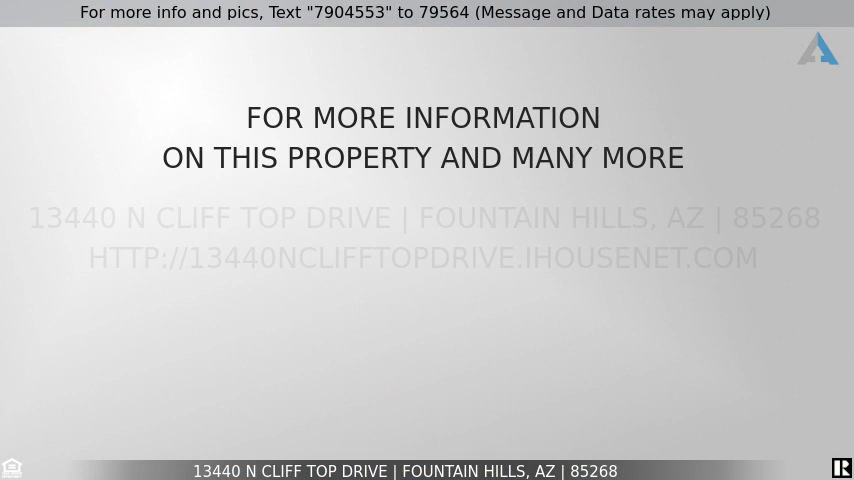 For more info and pics, Text "7904553" to 79564 (Message and Data rates may apply)
FOR MORE INFORMATION
ON THIS PROPERTY AND MANY MORE
13440 N CLIFF TOP DRIVE | FOUNTAIN HILLS, AZ | 85268
HTTP://13440NCLIFFTOPDRIVE.IHOUSENET.COM
13440 N CLIFF TOP DRIVE | FOUNTAIN HILLS, AZ | 85268